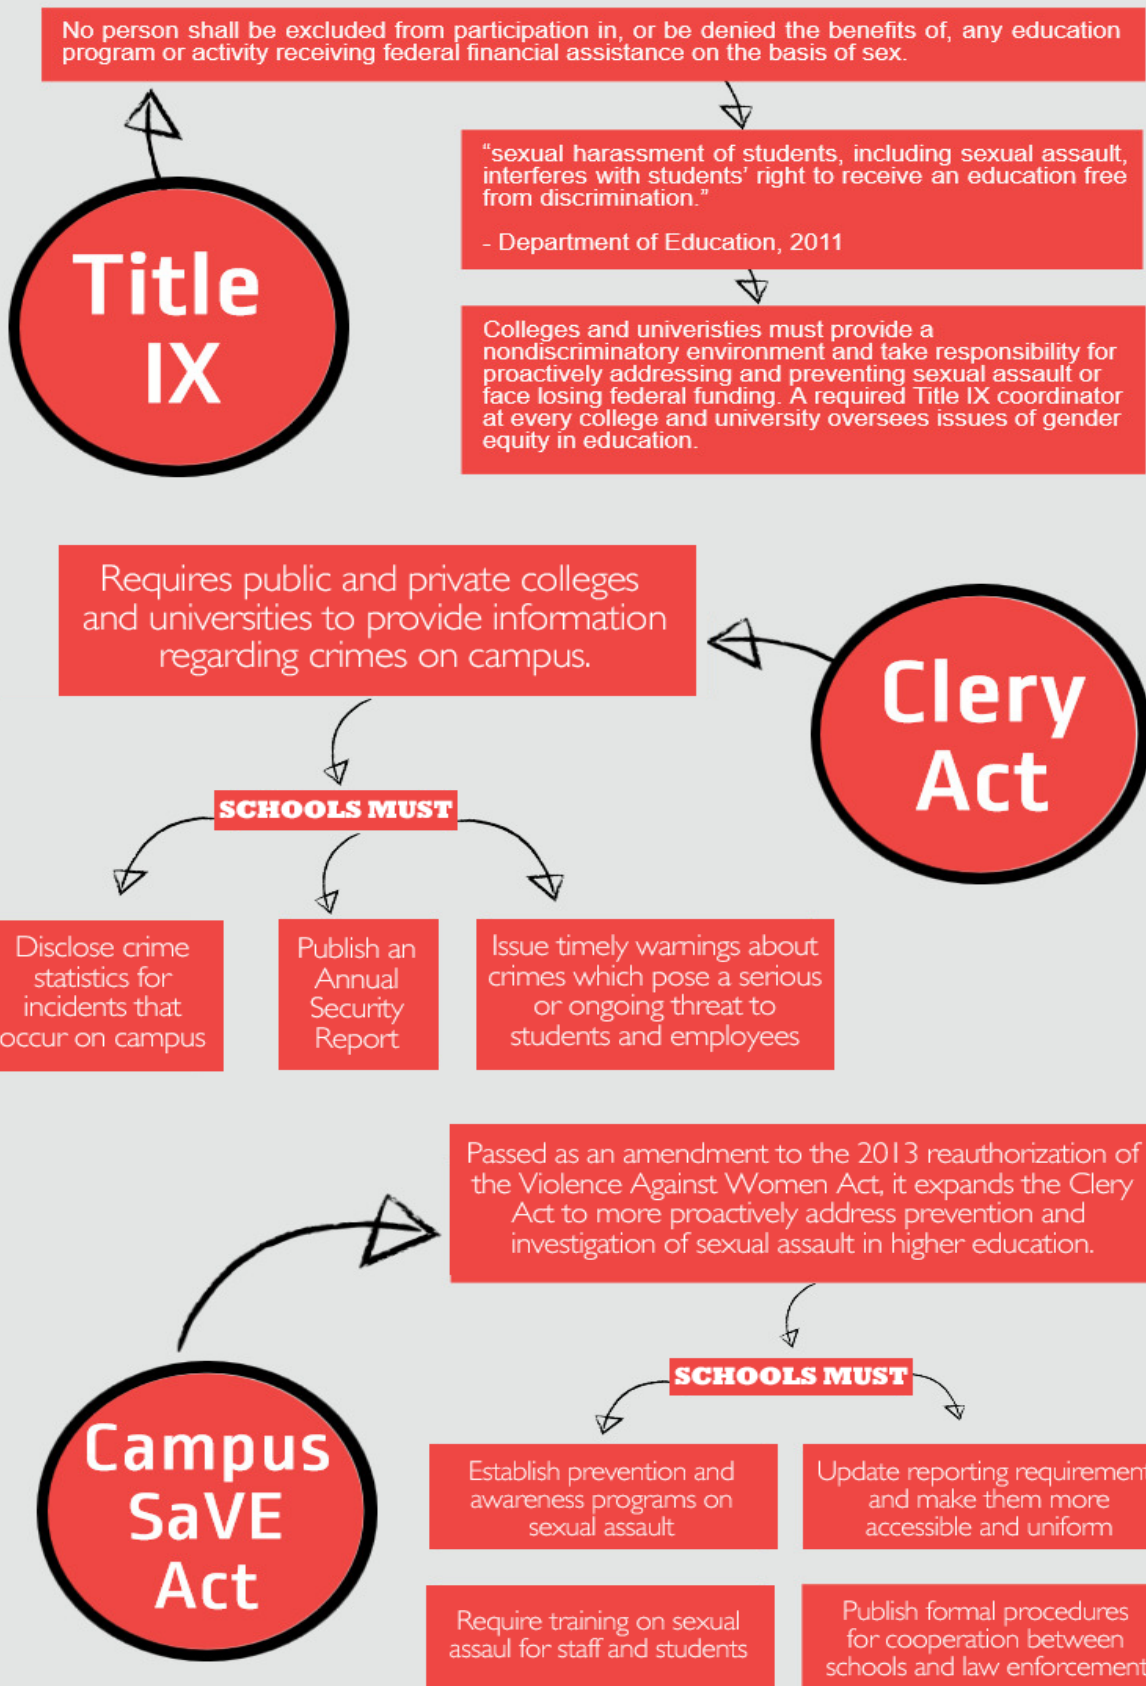 No person shall be excluded from participation in, or be denied the benefits of, any education
program or activity receiving federal financial assistance on the basis of sex.
“sexual harassment of students, including sexual assault,
interferes with students’ right to receive an education free
from discrimination.”
- Department of Education, 2011
Title
IX
Colleges and univeristies must provide a
nondiscriminatory environment and take responsibility for
proactively addressing and preventing sexual assault or
face losing federal funding. A required Title IX coordinator
at every college and university oversees issues of gender
equity in education.
Requires public and private colleges
and universities to provide information
regarding crimes on campus.
Clery
Act
SCHOOLS MUST
Disclose crime
statistics for
incidents that
occur on campus
Publish an
Annual
Security
Report
Issue timely warnings about
crimes which pose a serious
or ongoing threat to
students and employees
Passed as an amendment to the 2013 reauthorization of
the Violence Against Women Act, it expands the Clery
Act to more proactively address prevention and
investigation of sexual assault in higher education.
Campus
SaVE
Act
SCHOOLS MUST
Establish prevention and
awareness programs on
sexual assault
Update reporting requirement
and make them more
accessible and uniform
Require training on sexual
assaul for staff and students
Publish formal procedures
for cooperation between
schools and law enforcement